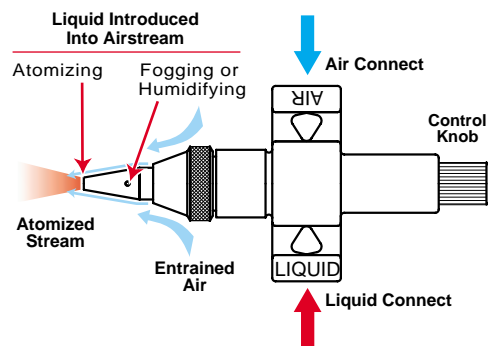 Liquid Introduced
Into Airstream
Atomizing
Fogging or
Humidifying
Air Connect
AIR
Control
Knob
Atomized
Stream
Entrained
Air
LIQUID
Liquid Connect